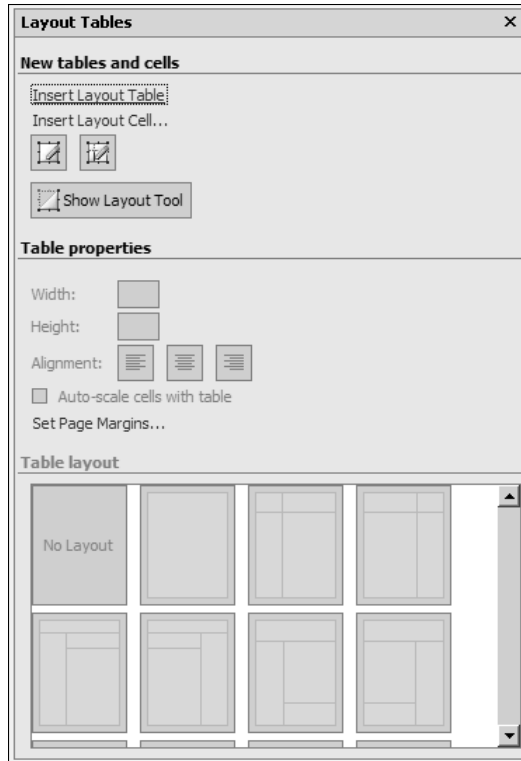 Layout Tables
New tables and cells
Insert Layout Table
Insert Layout Cell...
Show Layout Tool
Table properties
Width:
Height:
Alignment:
Auto-scale cells with table
Set Page Margins...
Table layout
No Layout